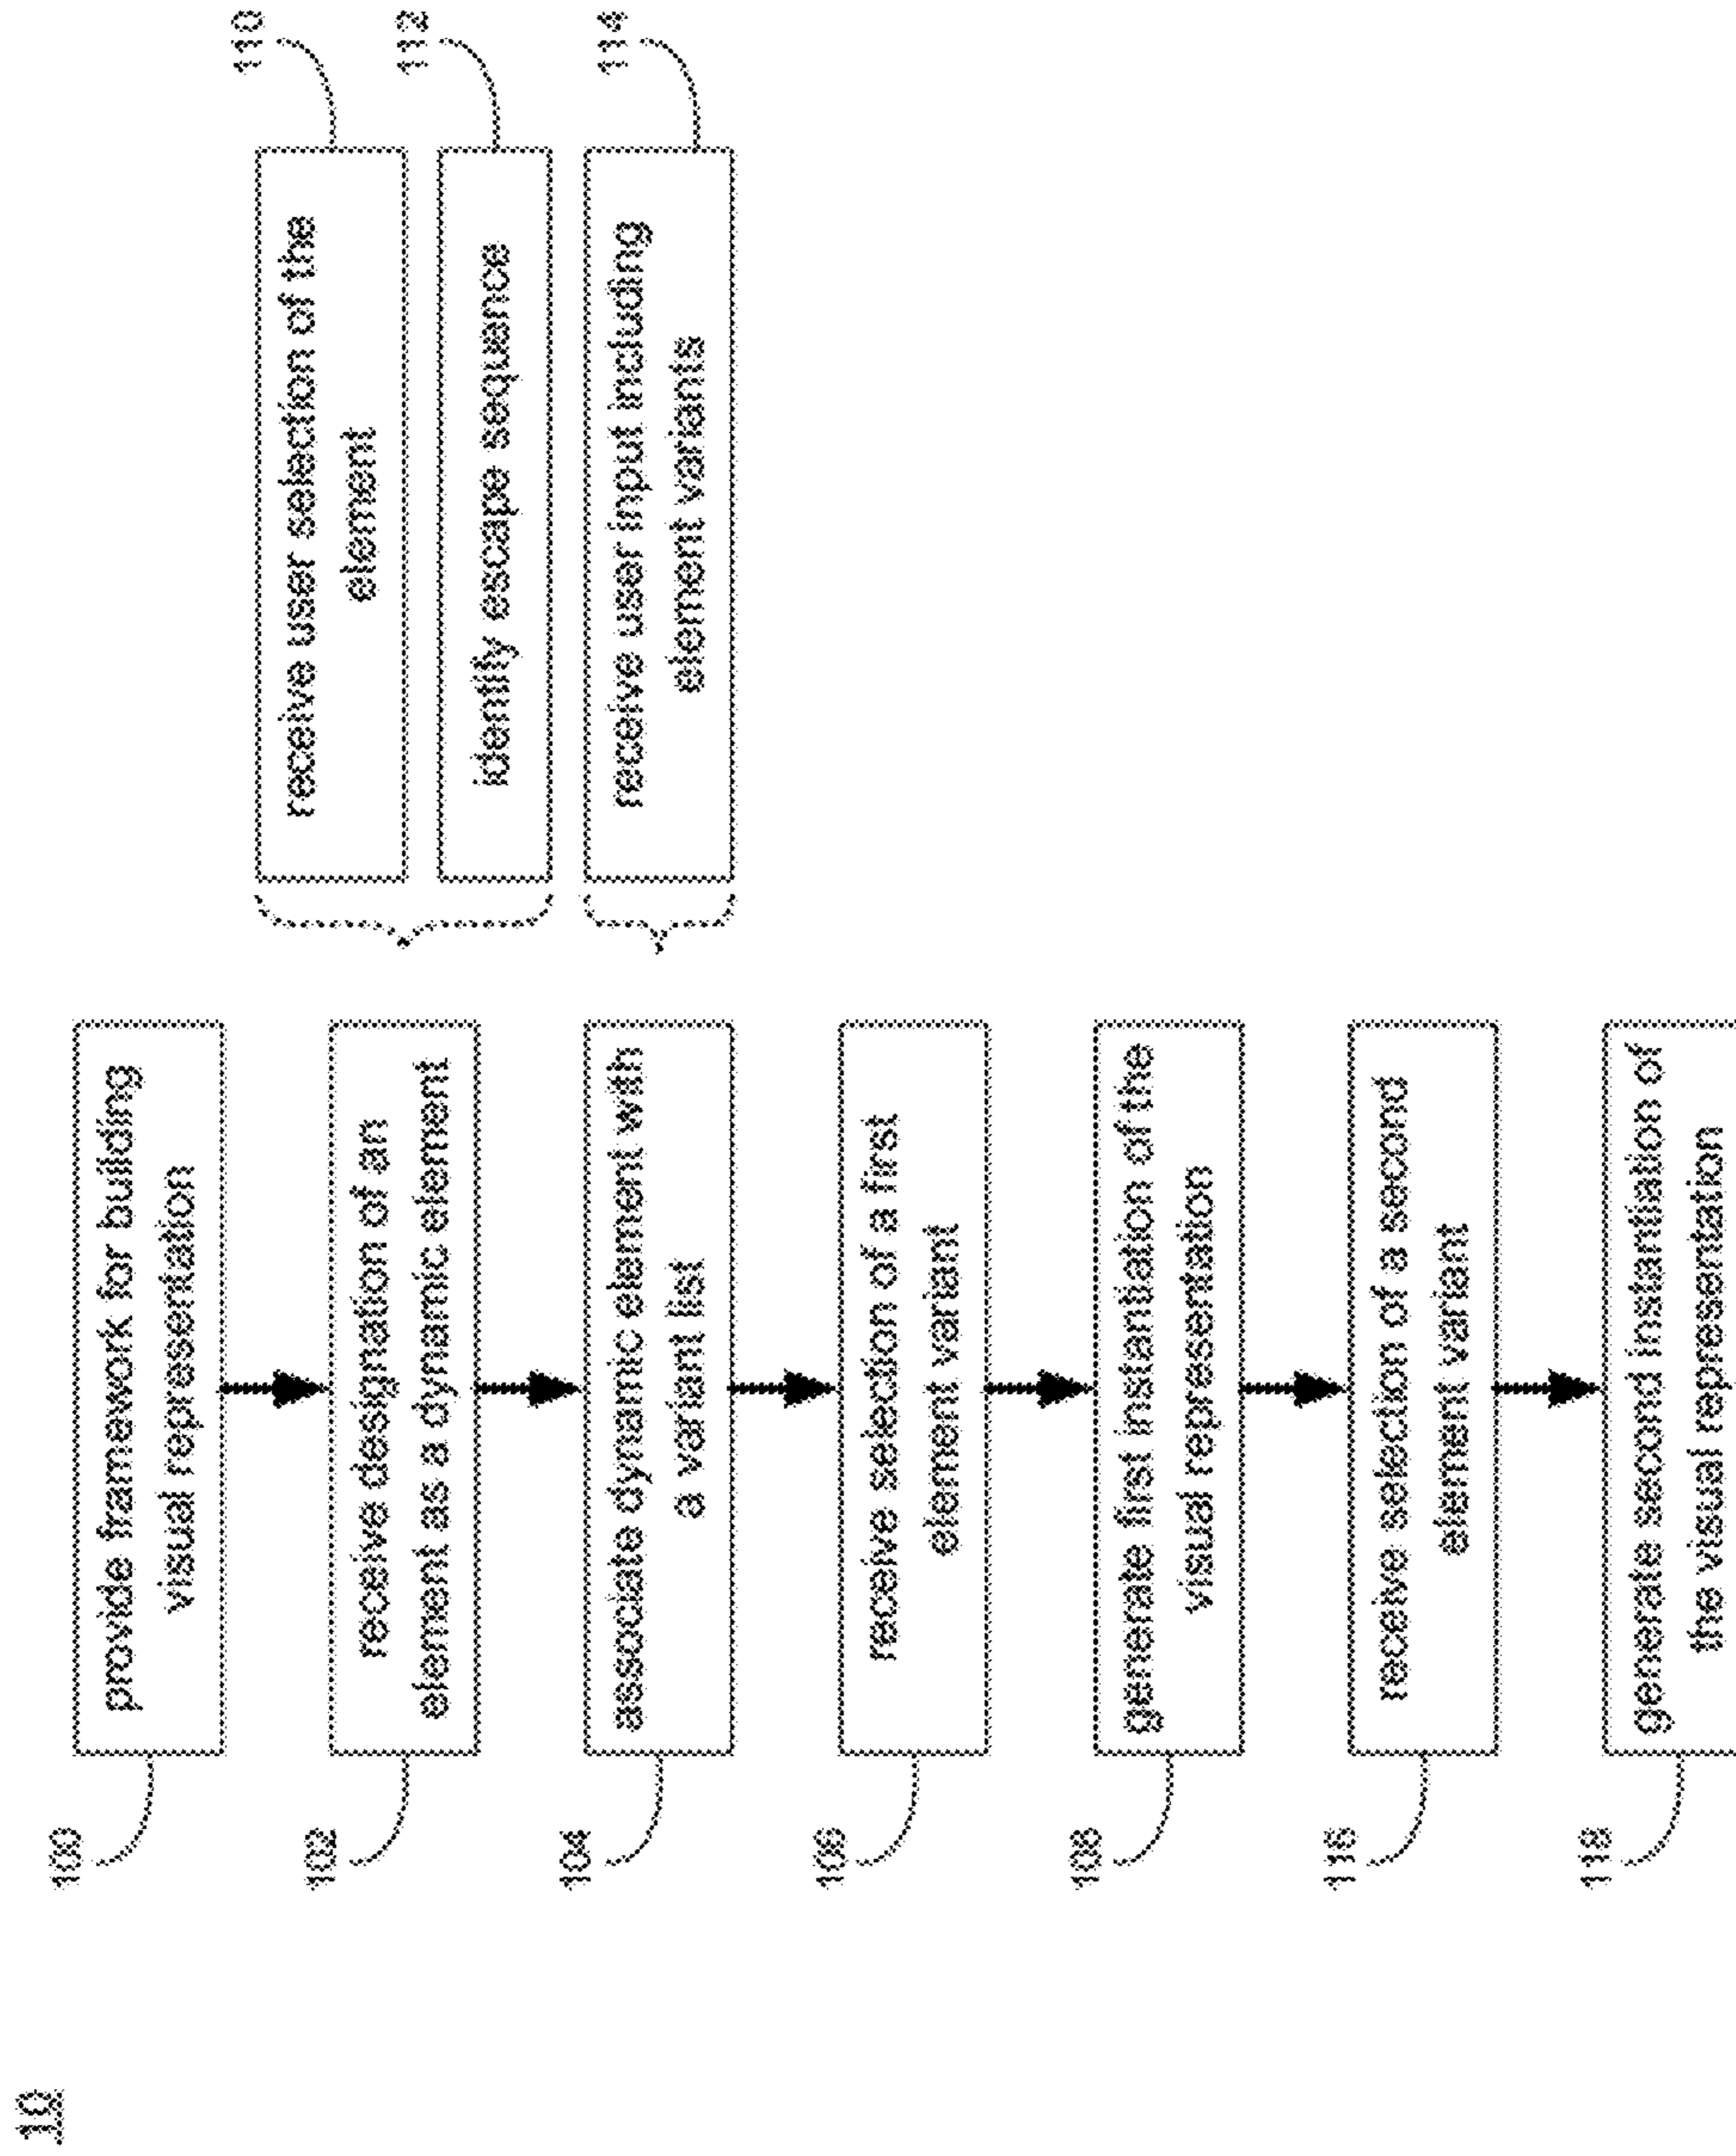 10
100
provide framework for building
visual representation
102
receive designation of an
element as a dynamic element
110
receive user selection of the
element
112
identify escape sequence
104
associate dynamic element with
a variant list
114
receive user input including
element variants
106
receive selection of a first
element variant
108
generate first instantiation of the
visual representation
116
receive selection of a second
element variant
118
generate second instantiation of
the visual representation